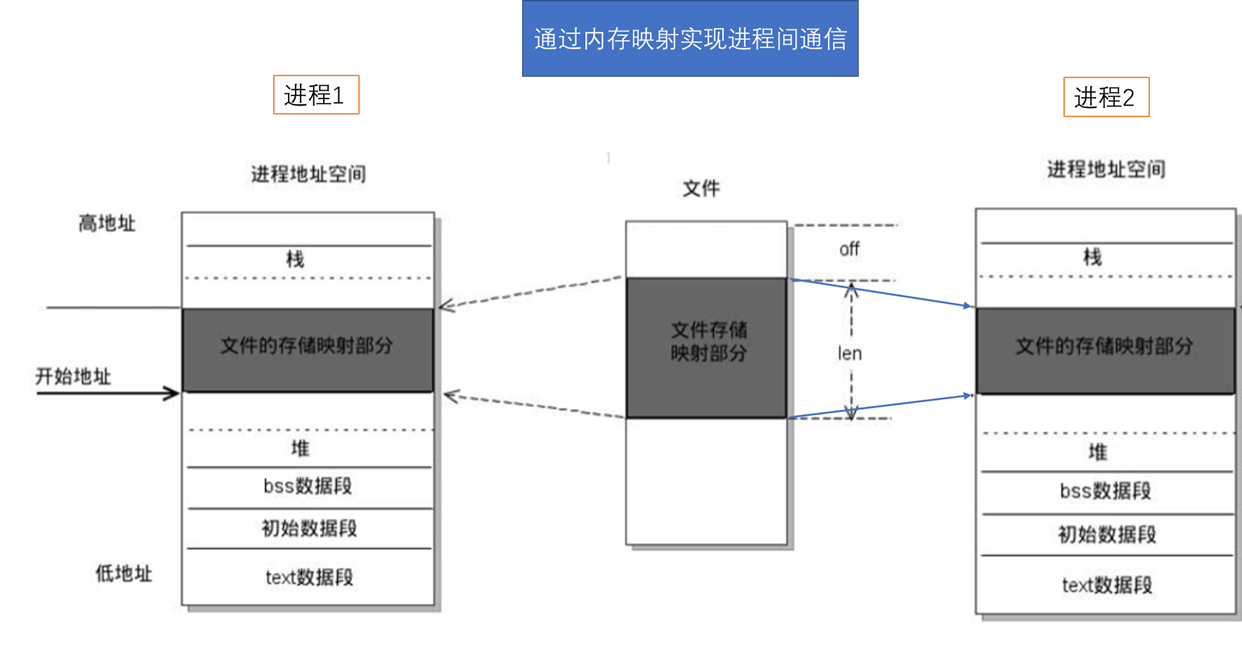 通过内存映射实现进程间通信
进程1
进程2
进程地址空间
文件
进程地址空间
高地址
栈
off
栈
文件的存储映射部分
文件存储
映射部分
len
文件的存储映射部分
开始地址
堆
堆
bss数据段
bss数据段
初始数据段
初始数据段
低地址
text数据段
text数据段